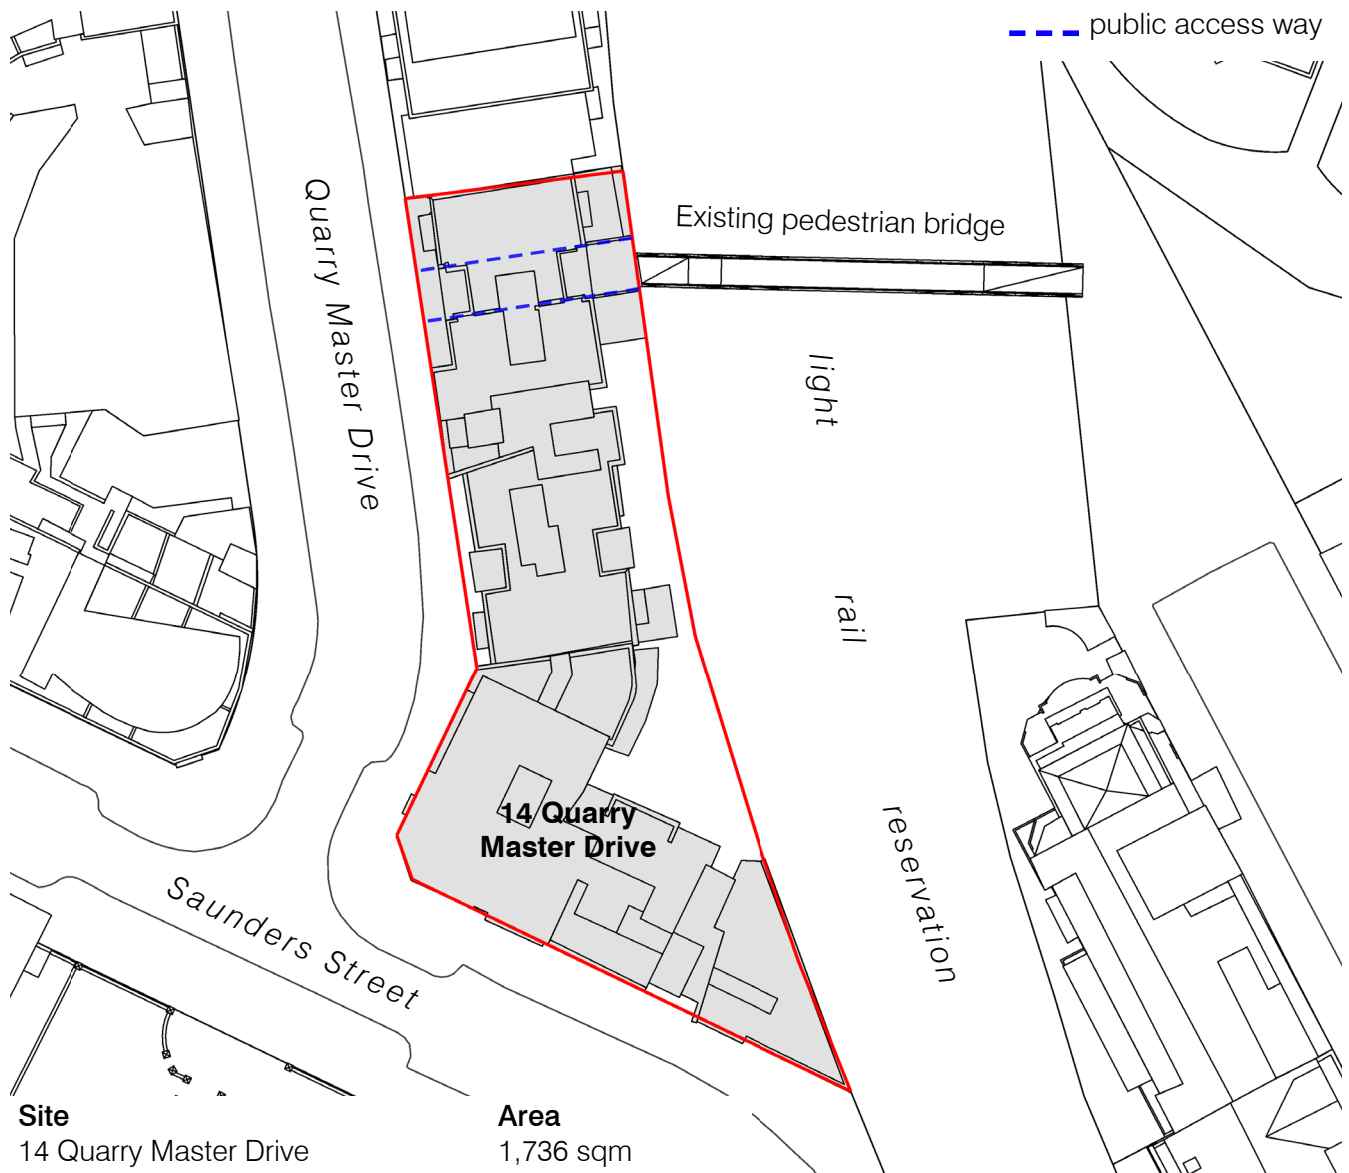 public access way
Existing pedestrian bridge
Quarry Master Drive
light
rail
reservation
14 Quarry
Master Drive
Saunders Street
Site
14 Quarry Master Drive
Area
1,736 sqm